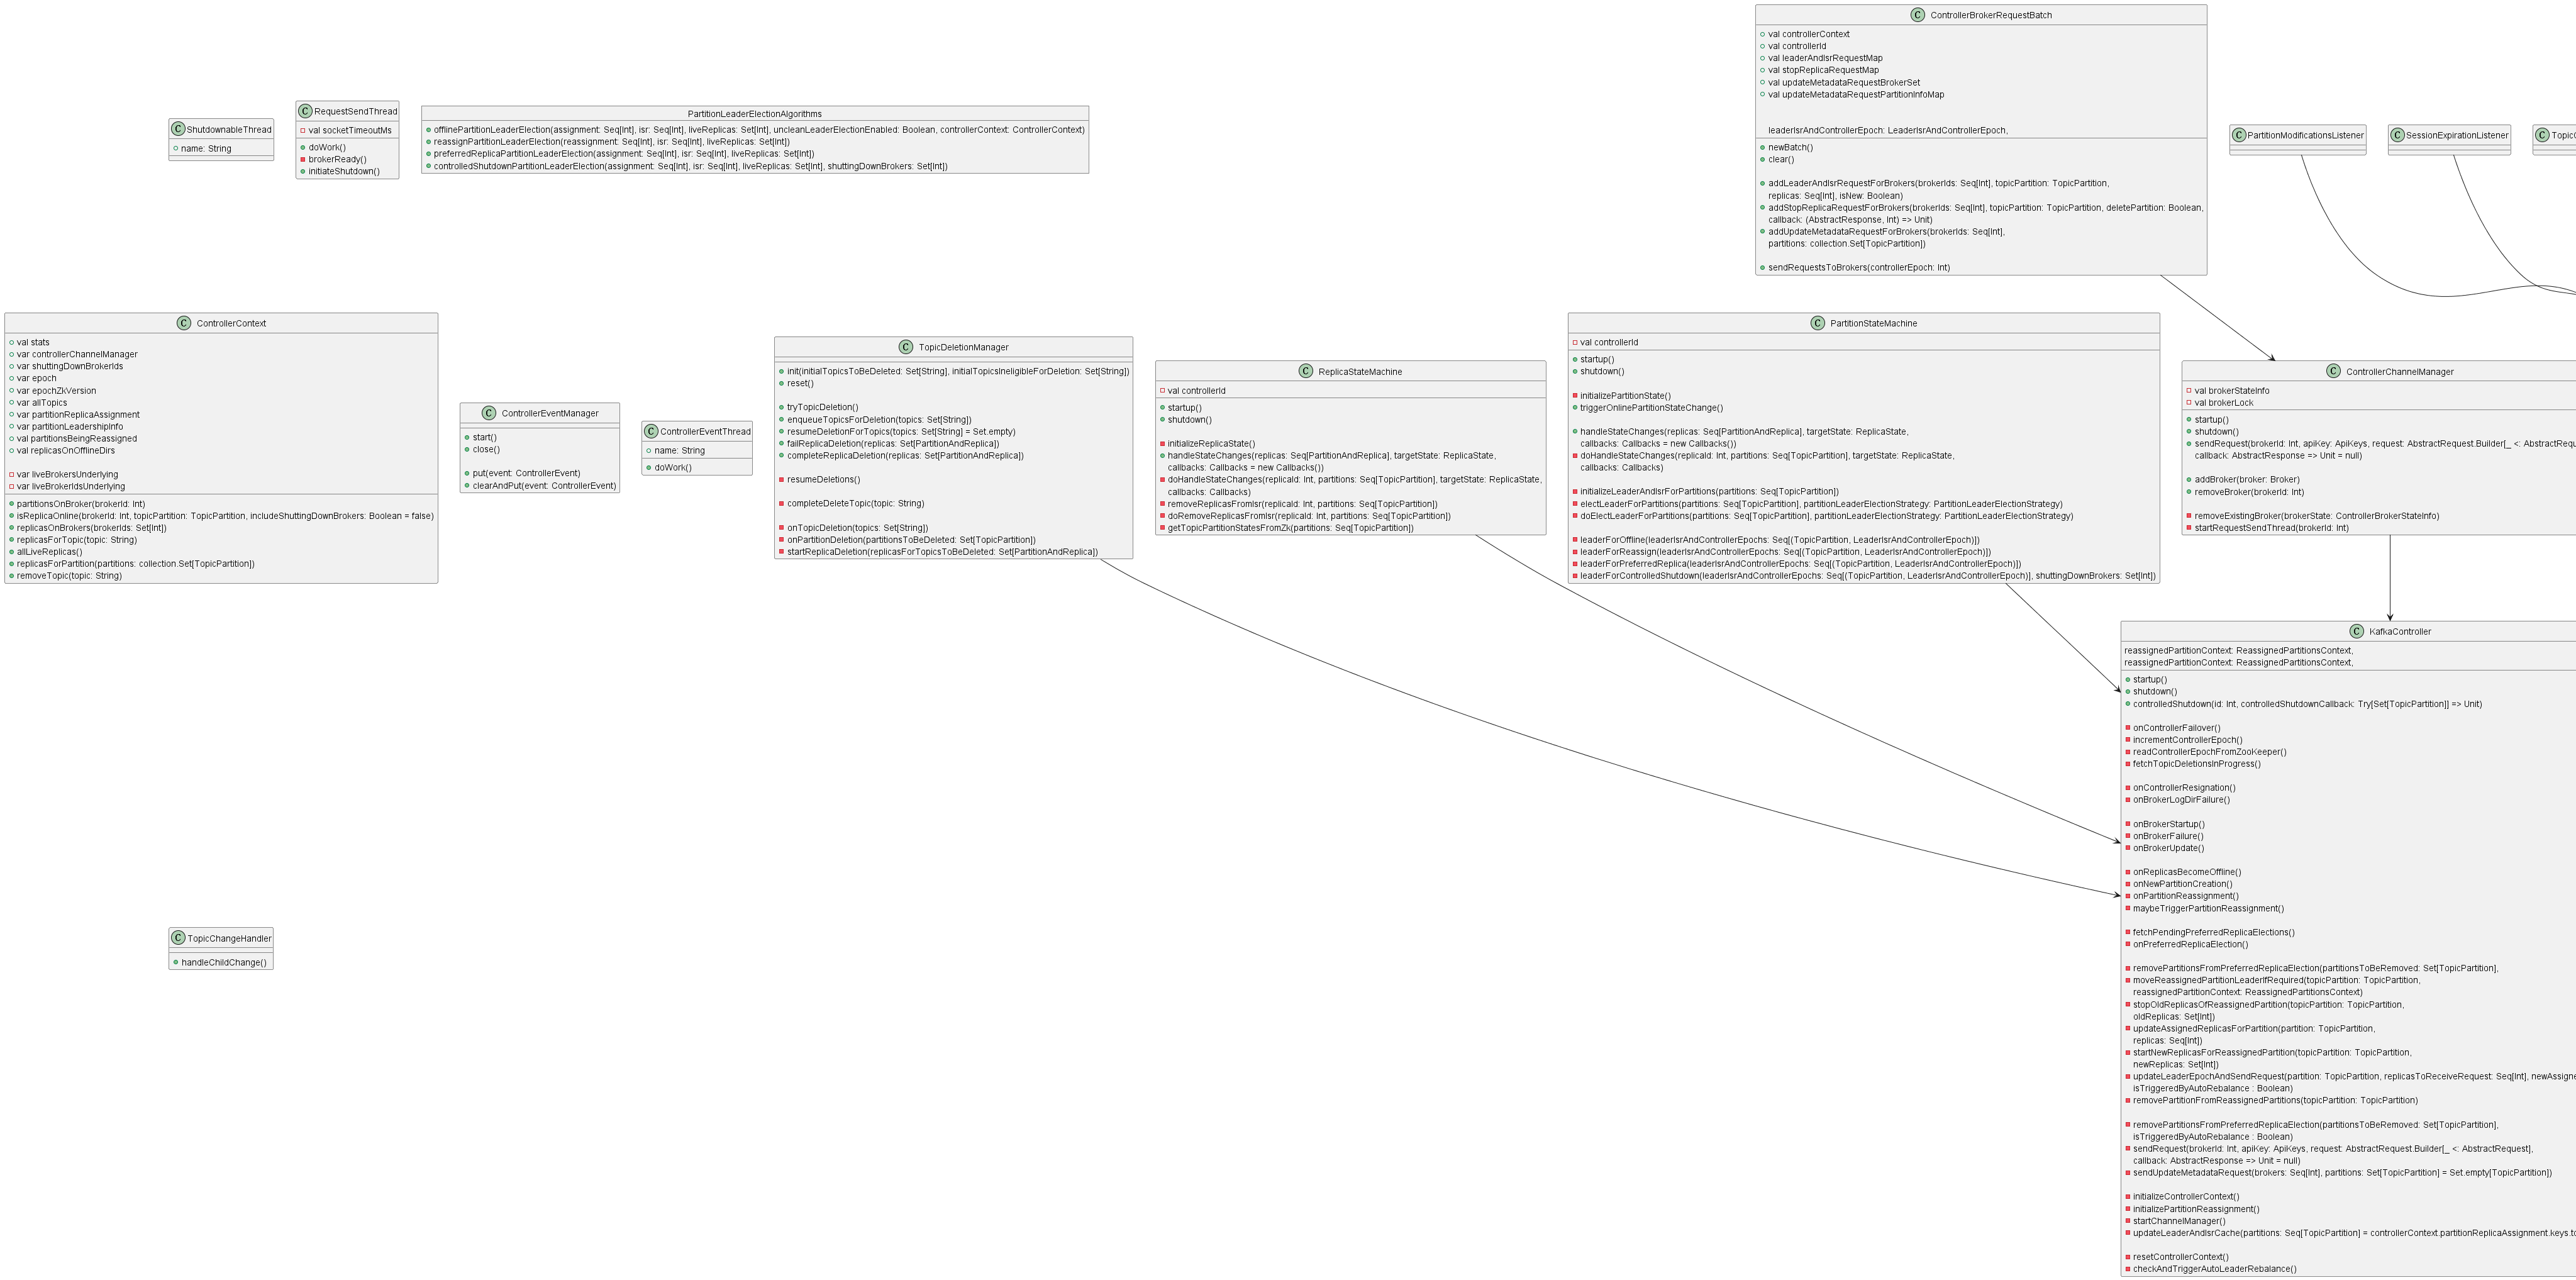 C ShutdownableThread
name: String
C RequestSendThread
val socketTimeoutMs
doWork()
brokerReady()
initiateShutdown()
PartitionLeaderElectionAlgorithms
offlinePartitionLeaderElection(assignment: Seq[Int], isr: Seq[Int], liveReplicas: Set[Int], uncleanLeaderElectionEnabled: Boolean, controllerContext: ControllerContext)
reassignPartitionLeaderElection(reassignment: Seq[Int], isr: Seq[Int], liveReplicas: Set[Int])
preferredReplicaPartitionLeaderElection(assignment: Seq[Int], isr: Seq[Int], liveReplicas: Set[Int])
controlledShutdownPartitionLeaderElection(assignment: Seq[Int], isr: Seq[Int], liveReplicas: Set[Int], shuttingDownBrokers: Set[Int])
C ControllerBrokerRequestBatch
val controllerContext
val controllerId
val leaderAndIsrRequestMap
val stopReplicaRequestMap
val updateMetadataRequestBrokerSet
val updateMetadataRequestPartitionInfoMap
leaderIsrAndControllerEpoch: LeaderIsrAndControllerEpoch,
newBatch()
clear()
addLeaderAndIsrRequestForBrokers(brokerIds: Seq[Int], topicPartition: TopicPartition,
replicas: Seq[Int], isNew: Boolean)
addStopReplicaRequestForBrokers(brokerIds: Seq[Int], topicPartition: TopicPartition, deletePartition: Boolean,
callback: (AbstractResponse, Int) => Unit)
addUpdateMetadataRequestForBrokers(brokerIds: Seq[Int],
partitions: collection.Set[TopicPartition])
sendRequestsToBrokers(controllerEpoch: Int)
C PartitionModificationsListener
C SessionExpirationListener
C TopicC
C ControllerContext
val stats
var controllerChannelManager
var shuttingDownBrokerIds
var epoch
var epochZkVersion
var allTopics
var partitionReplicaAssignment
var partitionLeadershipInfo
val partitionsBeingReassigned
val replicasOnOfflineDirs
var liveBrokersUnderlying
var liveBrokerIdsUnderlying
partitionsOnBroker(brokerId: Int)
isReplicaOnline(brokerId: Int, topicPartition: TopicPartition, includeShuttingDownBrokers: Boolean = false)
replicasOnBrokers(brokerIds: Set[Int])
replicasForTopic(topic: String)
allLiveReplicas()
replicasForPartition(partitions: collection.Set[TopicPartition])
removeTopic(topic: String)
C ControllerEventManager
start()
close()
put(event: ControllerEvent)
clearAndPut(event: ControllerEvent)
C ControllerEventThread
name: String
doWork()
C TopicDeletionManager
init(initialTopicsToBeDeleted: Set[String], initialTopicsIneligibleForDeletion: Set[String])
reset()
tryTopicDeletion()
enqueueTopicsForDeletion(topics: Set[String])
resumeDeletionForTopics(topics: Set[String] = Set.empty)
failReplicaDeletion(replicas: Set[PartitionAndReplica])
completeReplicaDeletion(replicas: Set[PartitionAndReplica])
resumeDeletions()
completeDeleteTopic(topic: String)
onTopicDeletion(topics: Set[String])
onPartitionDeletion(partitionsToBeDeleted: Set[TopicPartition])
startReplicaDeletion(replicasForTopicsToBeDeleted: Set[PartitionAndReplica])
C ReplicaStateMachine
val controllerId
startup()
shutdown()
initializeReplicaState()
handleStateChanges(replicas: Seq[PartitionAndReplica], targetState: ReplicaState,
callbacks: Callbacks = new Callbacks())
doHandleStateChanges(replicaId: Int, partitions: Seq[TopicPartition], targetState: ReplicaState,
callbacks: Callbacks)
removeReplicasFromIsr(replicaId: Int, partitions: Seq[TopicPartition])
doRemoveReplicasFromIsr(replicaId: Int, partitions: Seq[TopicPartition])
getTopicPartitionStatesFromZk(partitions: Seq[TopicPartition])
C PartitionStateMachine
val controllerId
startup()
shutdown()
initializePartitionState()
triggerOnlinePartitionStateChange()
handleStateChanges(replicas: Seq[PartitionAndReplica], targetState: ReplicaState,
callbacks: Callbacks = new Callbacks())
doHandleStateChanges(replicaId: Int, partitions: Seq[TopicPartition], targetState: ReplicaState,
callbacks: Callbacks)
initializeLeaderAndIsrForPartitions(partitions: Seq[TopicPartition])
electLeaderForPartitions(partitions: Seq[TopicPartition], partitionLeaderElectionStrategy: PartitionLeaderElectionStrategy)
doElectLeaderForPartitions(partitions: Seq[TopicPartition], partitionLeaderElectionStrategy: PartitionLeaderElectionStrategy)
leaderForOffline(leaderIsrAndControllerEpochs: Seq[(TopicPartition, LeaderIsrAndControllerEpoch)])
leaderForReassign(leaderIsrAndControllerEpochs: Seq[(TopicPartition, LeaderIsrAndControllerEpoch)])
leaderForPreferredReplica(leaderIsrAndControllerEpochs: Seq[(TopicPartition, LeaderIsrAndControllerEpoch)])
leaderForControlledShutdown(leaderIsrAndControllerEpochs: Seq[(TopicPartition, LeaderIsrAndControllerEpoch)], shuttingDownBrokers: Set[Int])
C ControllerChannelManager
val brokerStateInfo
val brokerLock
startup()
shutdown()
sendRequest(brokerId: Int, apiKey: ApiKeys, request: AbstractRequest.Builder[_ <: AbstractRequ
callback: AbstractResponse => Unit = null)
addBroker(broker: Broker)
removeBroker(brokerId: Int)
removeExistingBroker(brokerState: ControllerBrokerStateInfo)
startRequestSendThread(brokerId: Int)
C KafkaController
reassignedPartitionContext: ReassignedPartitionsContext,
reassignedPartitionContext: ReassignedPartitionsContext,
startup()
shutdown()
controlledShutdown(id: Int, controlledShutdownCallback: Try[Set[TopicPartition]] => Unit)
onControllerFailover()
incrementControllerEpoch()
readControllerEpochFromZooKeeper()
fetchTopicDeletionsInProgress()
onControllerResignation()
onBrokerLogDirFailure()
onBrokerStartup()
onBrokerFailure()
onBrokerUpdate()
onReplicasBecomeOffline()
onNewPartitionCreation()
onPartitionReassignment()
maybeTriggerPartitionReassignment()
fetchPendingPreferredReplicaElections()
onPreferredReplicaElection()
removePartitionsFromPreferredReplicaElection(partitionsToBeRemoved: Set[TopicPartition],
moveReassignedPartitionLeaderIfRequired(topicPartition: TopicPartition,
reassignedPartitionContext: ReassignedPartitionsContext)
stopOldReplicasOfReassignedPartition(topicPartition: TopicPartition,
oldReplicas: Set[Int])
updateAssignedReplicasForPartition(partition: TopicPartition,
replicas: Seq[Int])
startNewReplicasForReassignedPartition(topicPartition: TopicPartition,
newReplicas: Set[Int])
updateLeaderEpochAndSendRequest(partition: TopicPartition, replicasToReceiveRequest: Seq[Int], newAssigne
isTriggeredByAutoRebalance : Boolean)
removePartitionFromReassignedPartitions(topicPartition: TopicPartition)
removePartitionsFromPreferredReplicaElection(partitionsToBeRemoved: Set[TopicPartition],
isTriggeredByAutoRebalance : Boolean)
sendRequest(brokerId: Int, apiKey: ApiKeys, request: AbstractRequest.Builder[_ <: AbstractRequest],
callback: AbstractResponse => Unit = null)
sendUpdateMetadataRequest(brokers: Seq[Int], partitions: Set[TopicPartition] = Set.empty[TopicPartition])
initializeControllerContext()
initializePartitionReassignment()
startChannelManager()
updateLeaderAndIsrCache(partitions: Seq[TopicPartition] = controllerContext.partitionReplicaAssignment.keys.to
resetControllerContext()
checkAndTriggerAutoLeaderRebalance()
C TopicChangeHandler
handleChildChange()